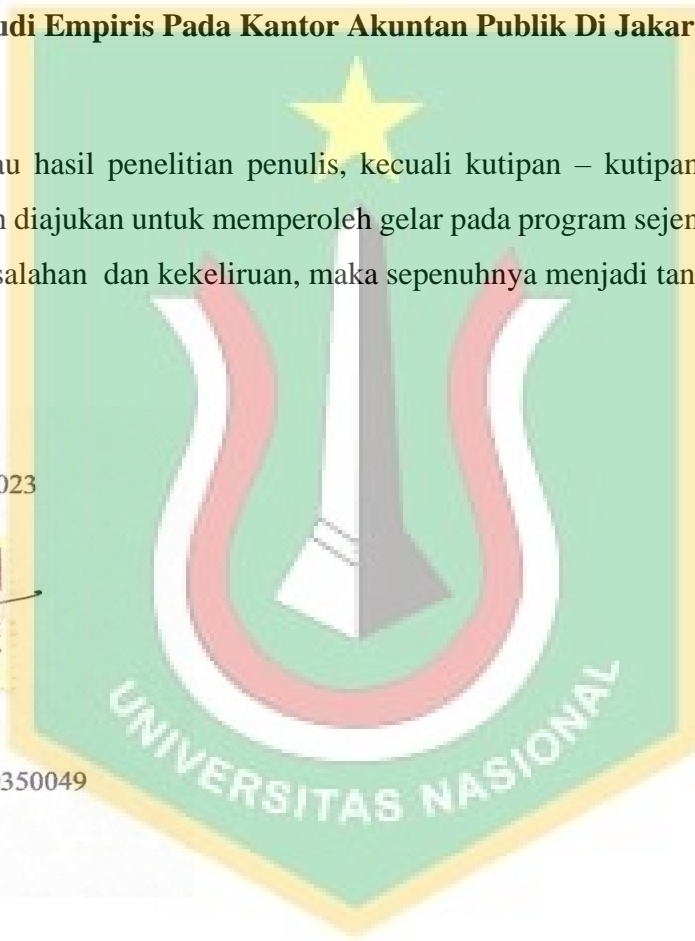 udi Empiris Pada Kantor Akuntan Publik Di Jakar
au hasil penelitian penulis, kecuali kutipan – kutipan
n diajukan untuk memperoleh gelar pada program sejen
salahan dan kekeliruan, maka sepenuhnya menjadi tan
023
350049
UNIVERSITAS NASIONAL